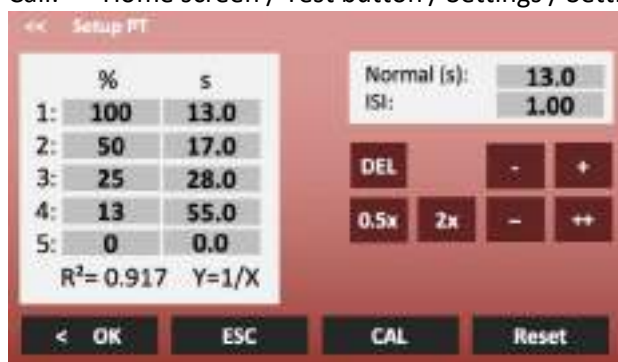 Call: Home screen / Test button / Settings / Setti
<< Setup PT
% s
1: 100 13.0
2: 50 17.0
3: 25 28.0
4: 13 55.0
5: 0 0.0
R²= 0.917 Y=1/X
Normal (s): 13.0
ISI: 1.00
DEL - +
0.5x 2x -- ++
< OK ESC CAL Reset